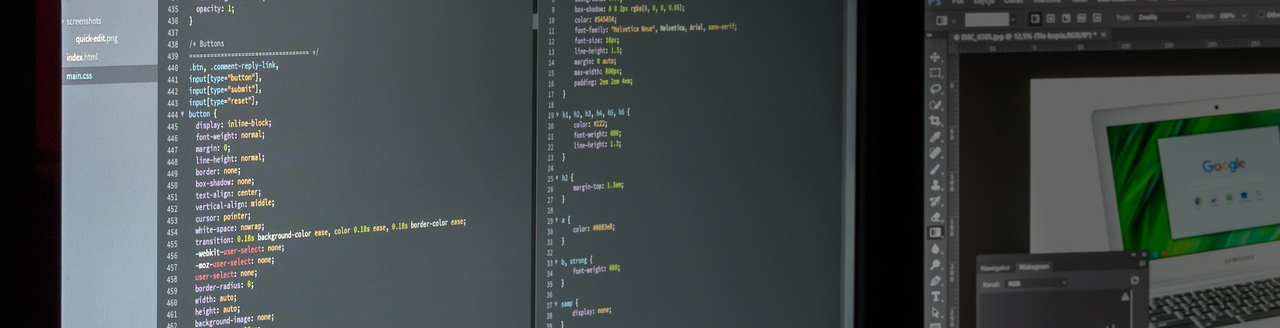 screenshots
quick-edit.png
index.html
main.css
435 opacity: 1;
436 }
437
438 /* Buttons
439 ================================ */
440 .btn, .comment-reply-link,
441 input[type="button"],
442 input[type="submit"],
443 input[type="reset"],
444 button {
445 display: inline-block;
446 font-weight: normal;
447 margin: 0;
448 line-height: normal;
449 border: none;
450 box-shadow: none;
451 text-align: center;
452 vertical-align: middle;
453 cursor: pointer;
454 white-space: nowrap;
455 transition: 0.18s background-color ease, color 0.18s ease, 0.18s border-color ease;
456 -webkit-user-select: none;
457 -moz-user-select: none;
458 user-select: none;
459 border-radius: 0;
460 width: auto;
461 height: auto;
462 background-image: none;
9 box-shadow: 0 0 2px rgba(0, 0, 0, 0.06);
10 color: #545454;
11 font-family: "Helvetica Neue", Helvetica, Arial, sans-serif;
12 font-size: 16px;
13 line-height: 1.5;
14 margin: 0 auto;
15 max-width: 800px;
16 padding: 2em 2em 4em;
17 }
18
19 h1, h2, h3, h4, h5, h6 {
20 color: #222;
21 font-weight: 600;
22 line-height: 1.3;
23 }
24
25 h2 {
26 margin-top: 1.3em;
27 }
28
29 a {
30 color: #0083e8;
31 }
32
33 b, strong {
34 font-weight: 600;
35 }
36
37 samp {
38 display: none;
39 }
Tryb: Zwykły
DSC_0305.jpg @ 12,5% (Tło kopia, RGB/8*) *
Google
SAMSUNG
Nawigator Histogram
Kanał: RGB